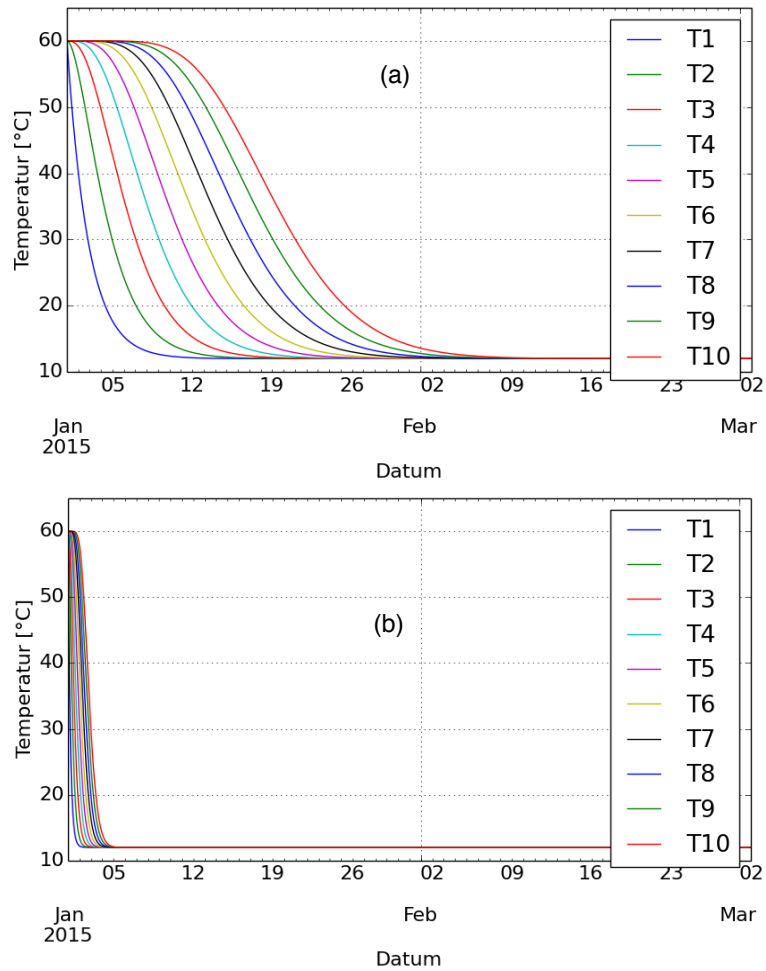 (a)
Temperatur [°C]
60
50
40
30
20
10
T1
T2
T3
T4
T5
T6
T7
T8
T9
T10
05 12 19 26 02 09 16 23 02
Jan Feb Mar
2015
Datum
(b)
Temperatur [°C]
60
50
40
30
20
10
T1
T2
T3
T4
T5
T6
T7
T8
T9
T10
05 12 19 26 02 09 16 23 02
Jan Feb Mar
2015
Datum